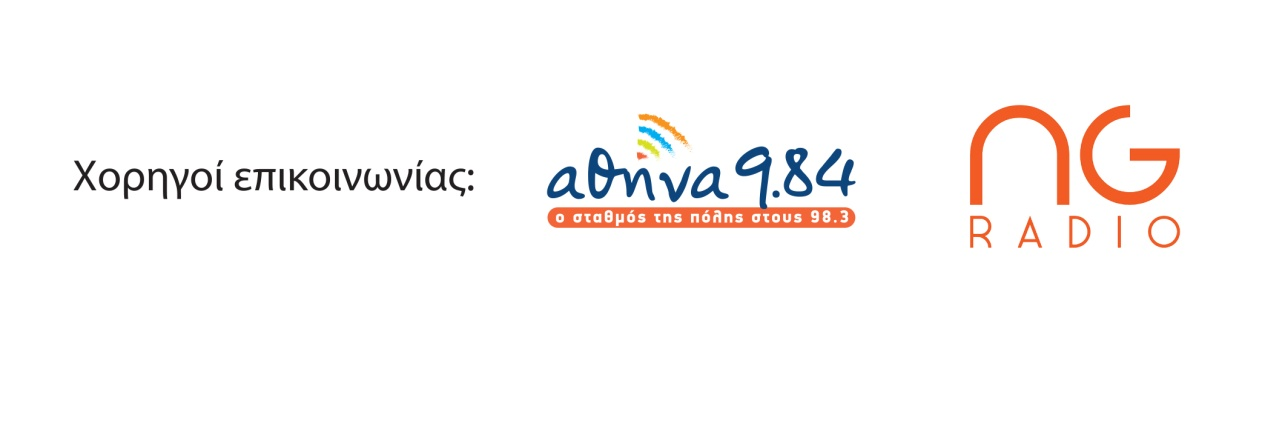 Χορηγοί επικοινωνίας:
αθηνα 9.84
ο σταθμός της πόλης στους 98.3
NG
RADIO